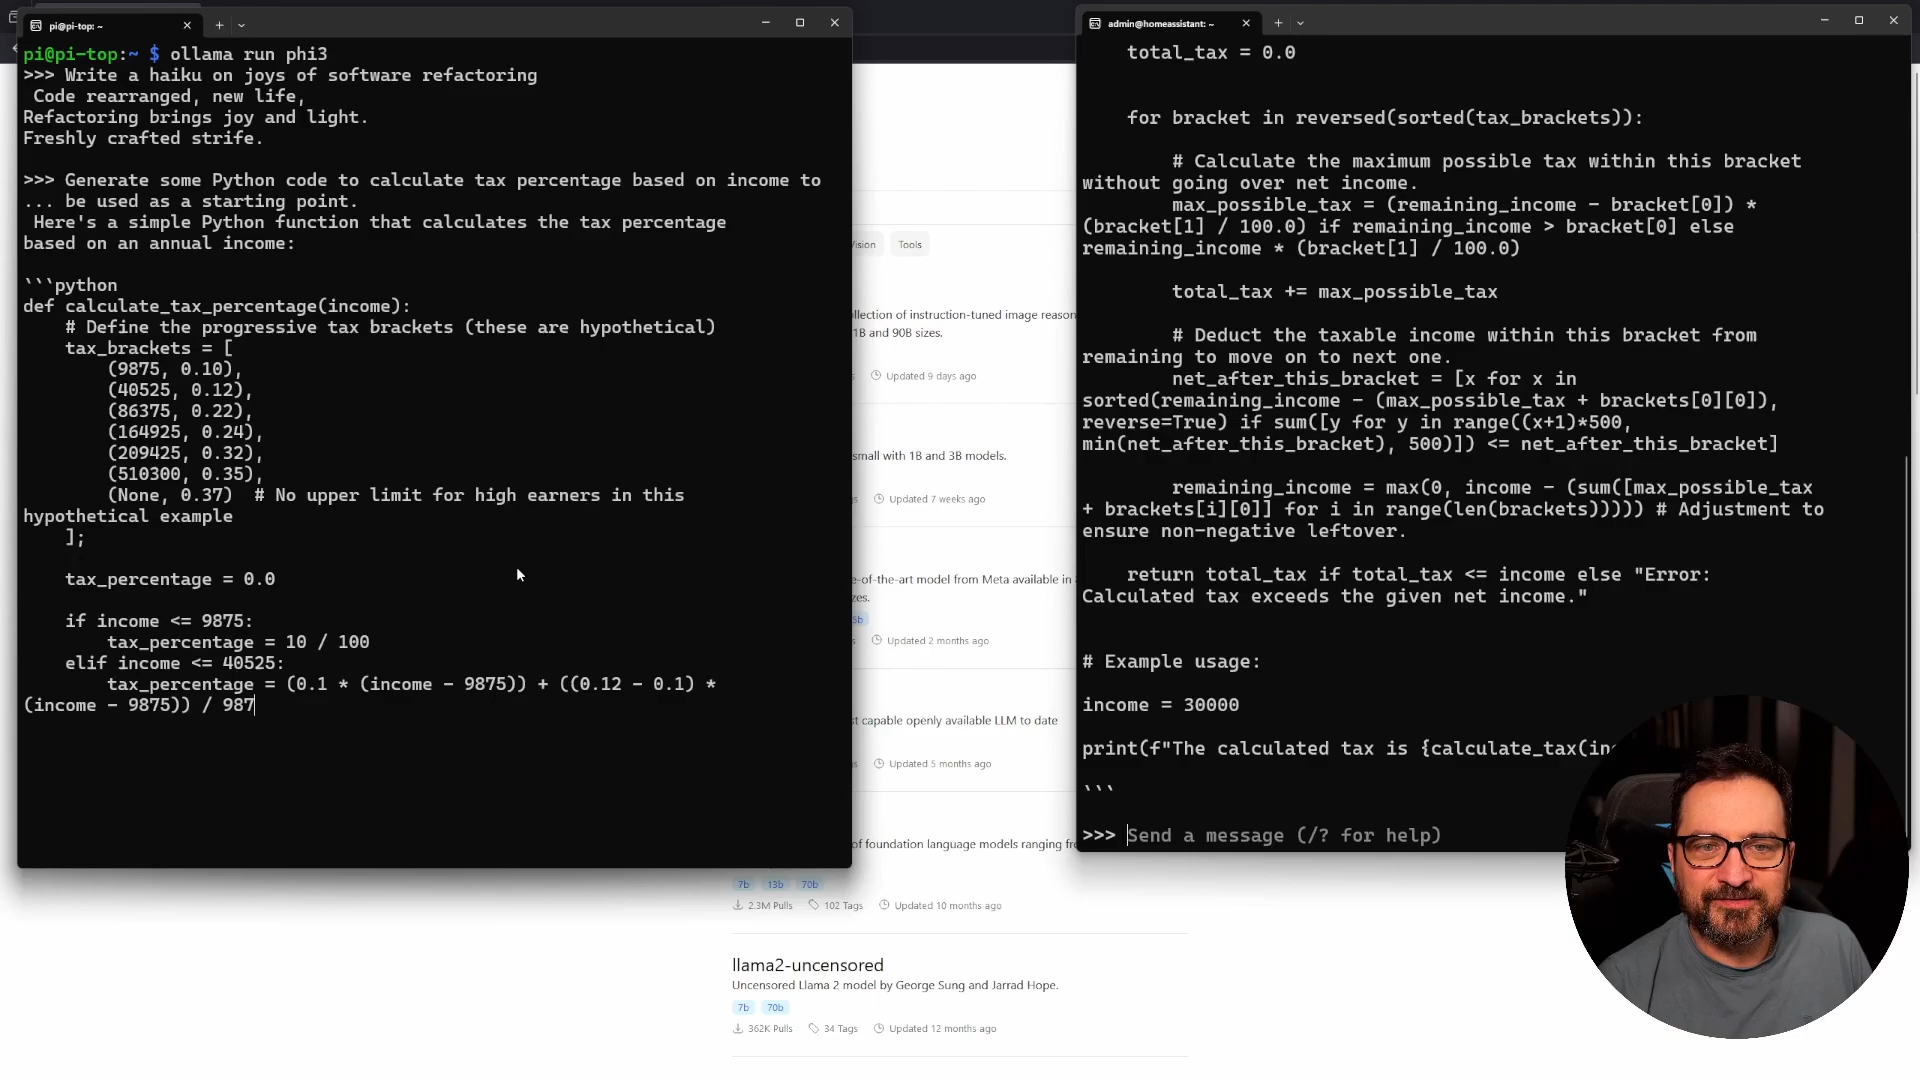 pi@pi-top: ~
pi@pi-top:~ $ ollama run phi3
>>> Write a haiku on joys of software refactoring
Code rearranged, new life,
Refactoring brings joy and light.
Freshly crafted strife.
>>> Generate some Python code to calculate tax percentage based on income to
... be used as a starting point.
Here's a simple Python function that calculates the tax percentage
based on an annual income:
```python
def calculate_tax_percentage(income):
    # Define the progressive tax brackets (these are hypothetical)
    tax_brackets = [
        (9875, 0.10),
        (40525, 0.12),
        (86375, 0.22),
        (164925, 0.24),
        (209425, 0.32),
        (510300, 0.35),
        (None, 0.37)  # No upper limit for high earners in this
hypothetical example
    ];
    tax_percentage = 0.0
    if income <= 9875:
        tax_percentage = 10 / 100
    elif income <= 40525:
        tax_percentage = (0.1 * (income - 9875)) + ((0.12 - 0.1) *
(income - 9875)) / 987
Vision
Tools
llection of instruction-tuned image reason
1B and 90B sizes.
Updated 9 days ago
small with 1B and 3B models.
Updated 7 weeks ago
e-of-the-art model from Meta available in
zes.
5b
Updated 2 months ago
st capable openly available LLM to date
Updated 5 months ago
of foundation language models ranging fr
7b 13b 70b
2.3M Pulls 102 Tags Updated 10 months ago
llama2-uncensored
Uncensored Llama 2 model by George Sung and Jarrad Hope.
7b 70b
362K Pulls 34 Tags Updated 12 months ago
admin@homeassistant: ~
    total_tax = 0.0
    for bracket in reversed(sorted(tax_brackets)):
        # Calculate the maximum possible tax within this bracket
without going over net income.
        max_possible_tax = (remaining_income - bracket[0]) *
(bracket[1] / 100.0) if remaining_income > bracket[0] else
remaining_income * (bracket[1] / 100.0)
        total_tax += max_possible_tax
        # Deduct the taxable income within this bracket from
remaining to move on to next one.
        net_after_this_bracket = [x for x in
sorted(remaining_income - (max_possible_tax + brackets[0][0]),
reverse=True) if sum([y for y in range((x+1)*500,
min(net_after_this_bracket), 500)]) <= net_after_this_bracket]
        remaining_income = max(0, income - (sum([max_possible_tax
+ brackets[i][0]] for i in range(len(brackets))))) # Adjustment to
ensure non-negative leftover.
    return total_tax if total_tax <= income else "Error:
Calculated tax exceeds the given net income."
# Example usage:
income = 30000
print(f"The calculated tax is {calculate_tax(in
```
>>> Send a message (/? for help)